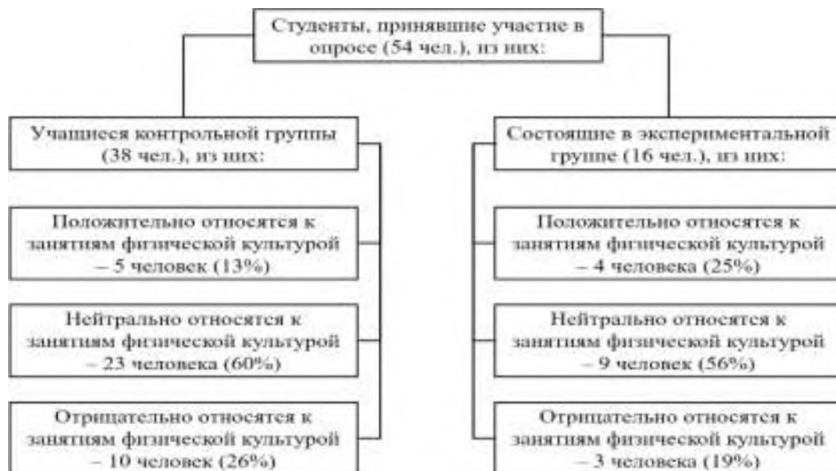 Студенты, принявшие участие в
опросе (54 чел.), из них:
Учащиеся контрольной группы
(38 чел.), из них:
Положительно относятся к
занятиям физической культурой
– 5 человек (13%)
Нейтрально относятся к
занятиям физической культурой
– 23 человека (60%)
Отрицательно относятся к
занятиям физической культурой
– 10 человек (26%)
Состоящие в экспериментальной
группе (16 чел.), из них:
Положительно относятся к
занятиям физической культурой
– 4 человека (25%)
Нейтрально относятся к
занятиям физической культурой
– 9 человек (56%)
Отрицательно относятся к
занятиям физической культурой
– 3 человека (19%)